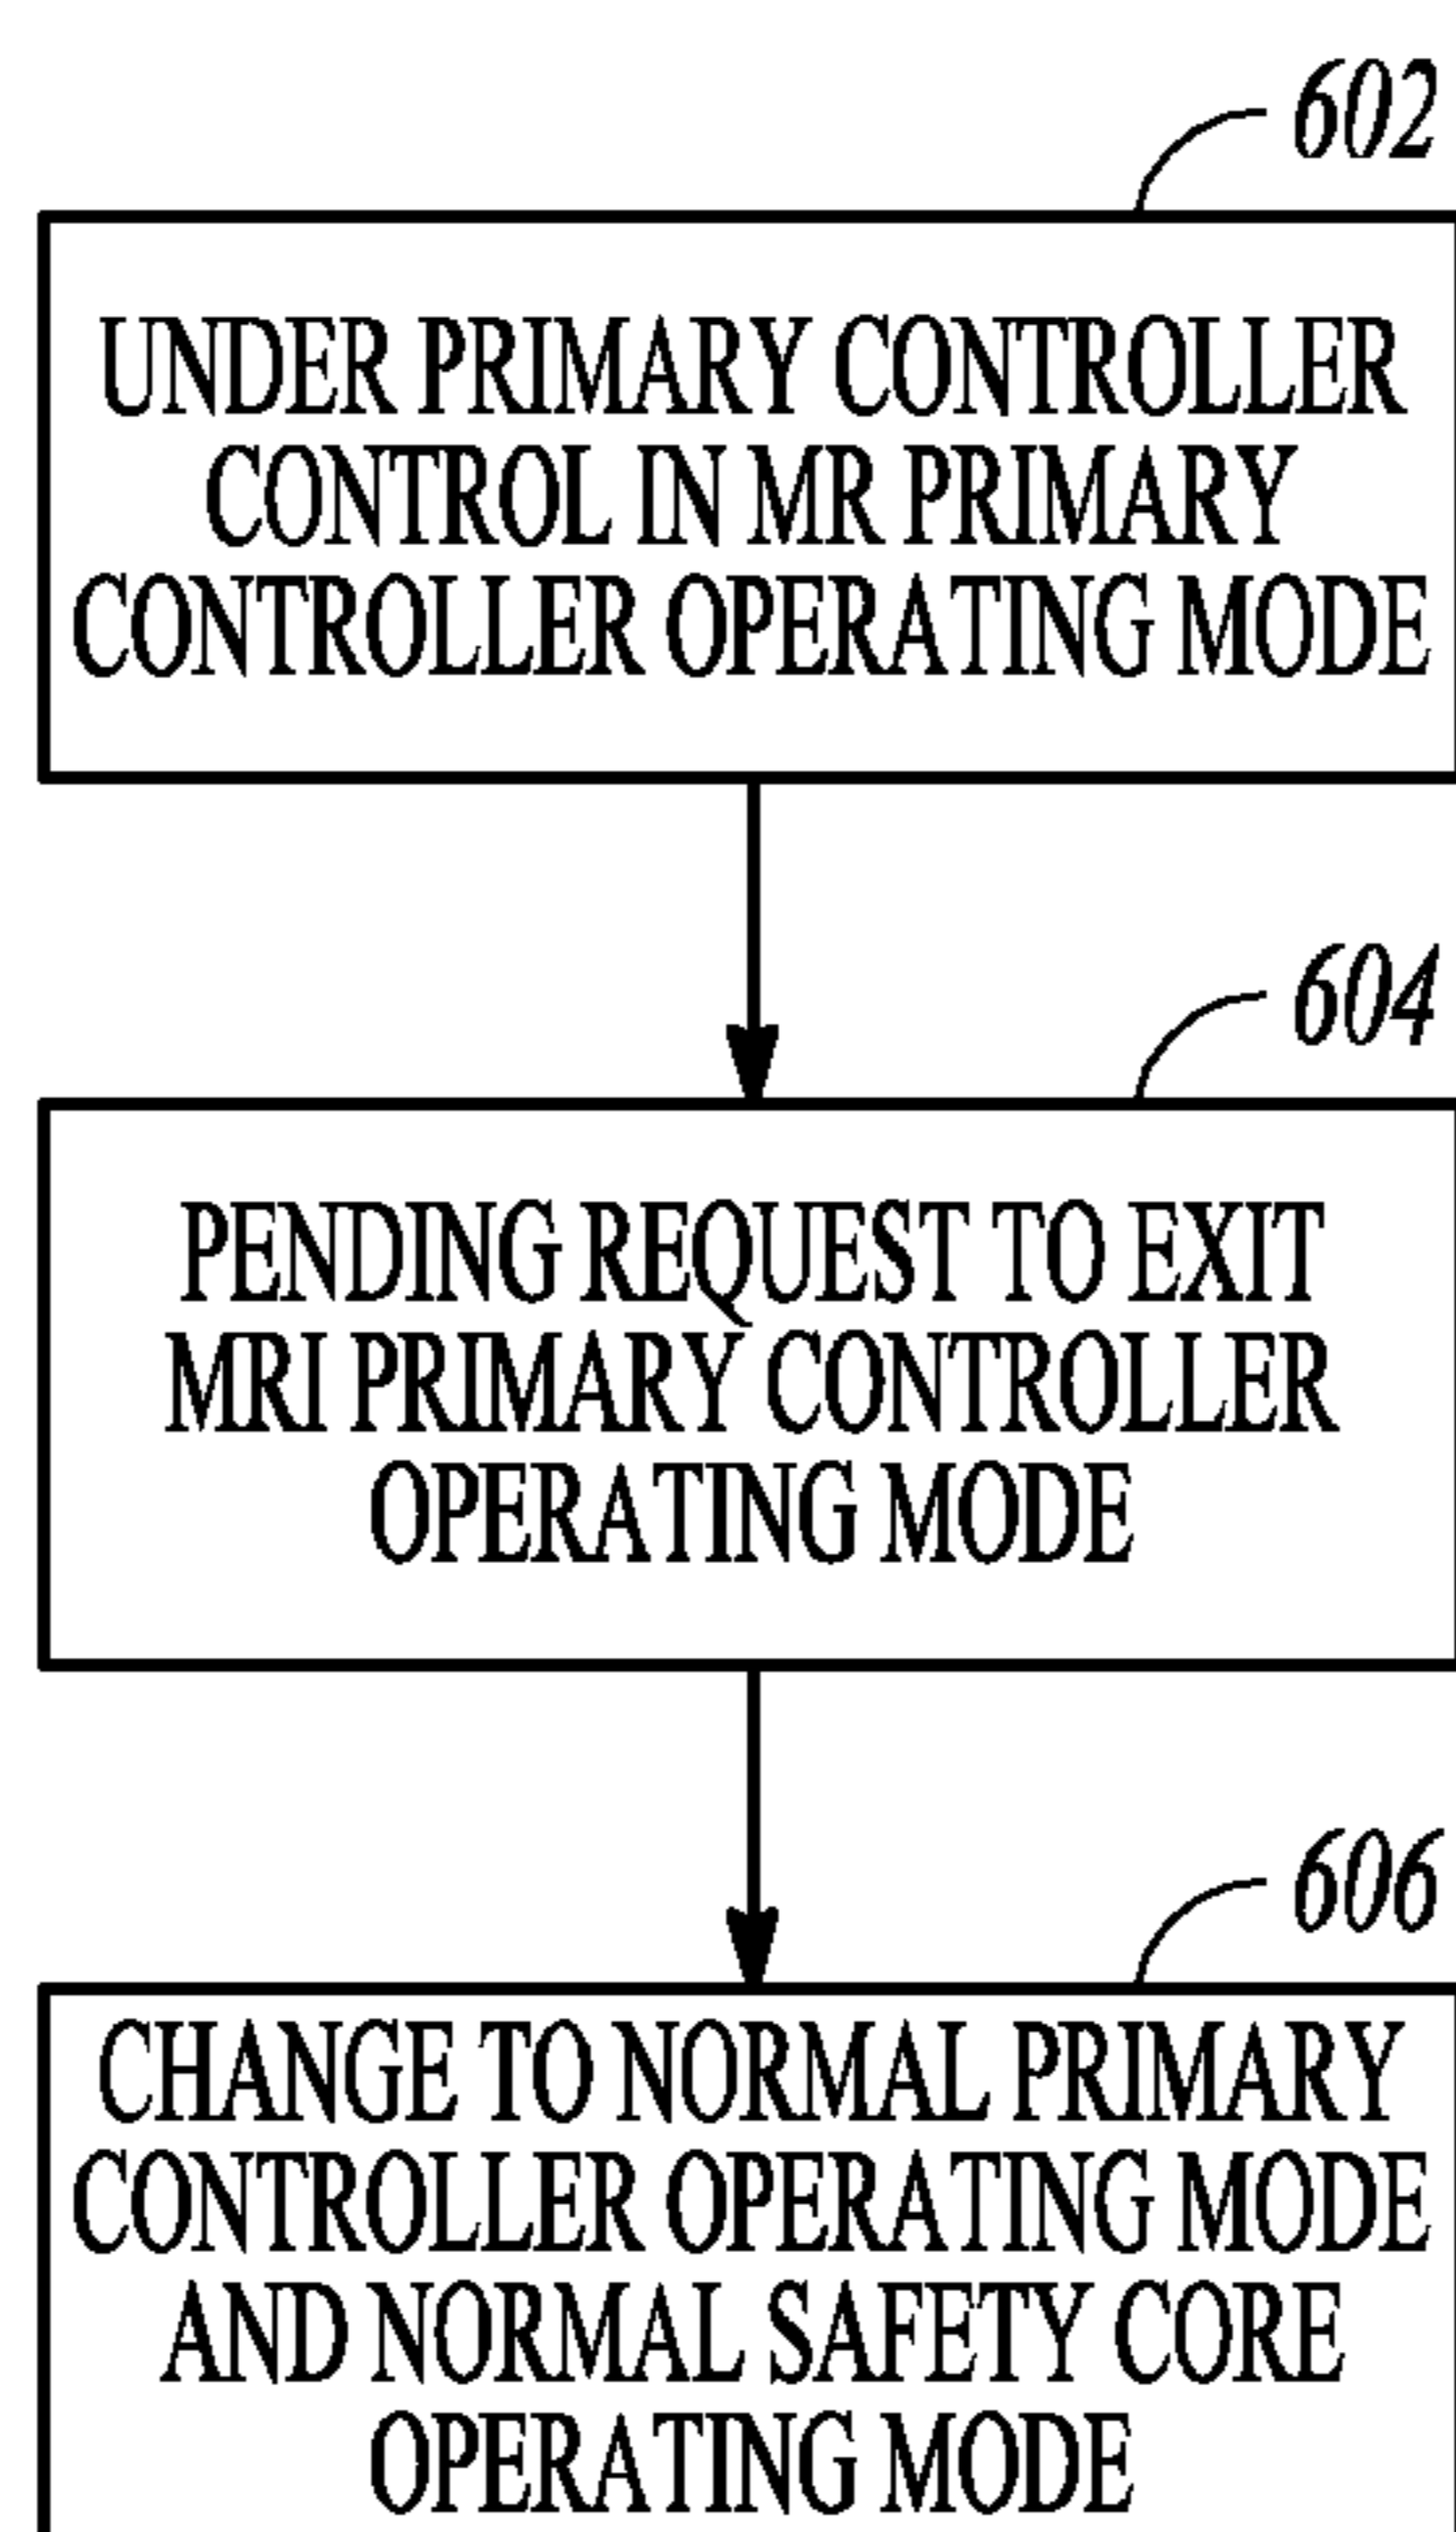 602
UNDER PRIMARY CONTROLLER
CONTROL IN MR PRIMARY
CONTROLLER OPERATING MODE
604
PENDING REQUEST TO EXIT
MRI PRIMARY CONTROLLER
OPERATING MODE
606
CHANGE TO NORMAL PRIMARY
CONTROLLER OPERATING MODE
AND NORMAL SAFETY CORE
OPERATING MODE